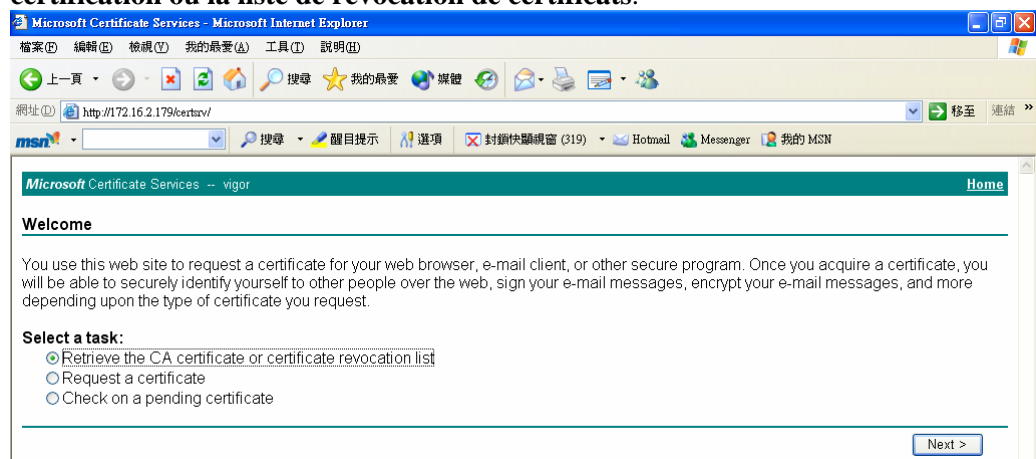 certification ou la liste de révocation de certificats.
Microsoft Certificate Services - Microsoft Internet Explorer
檔案(F) 編輯(E) 檢視(V) 我的最愛(A) 工具(T) 說明(H)
上一頁 搜尋 我的最愛 媒體
網址(D) http://172.16.2.179/certsrv/ 移至 連結 »
msn 搜尋 醒目提示 選項 封鎖快顯視窗 (319) Hotmail Messenger 我的 MSN
Microsoft Certificate Services -- vigor Home
Welcome
You use this web site to request a certificate for your web browser, e-mail client, or other secure program. Once you acquire a certificate, you
will be able to securely identify yourself to other people over the web, sign your e-mail messages, encrypt your e-mail messages, and more
depending upon the type of certificate you request.
Select a task:
Retrieve the CA certificate or certificate revocation list
Request a certificate
Check on a pending certificate
Next >